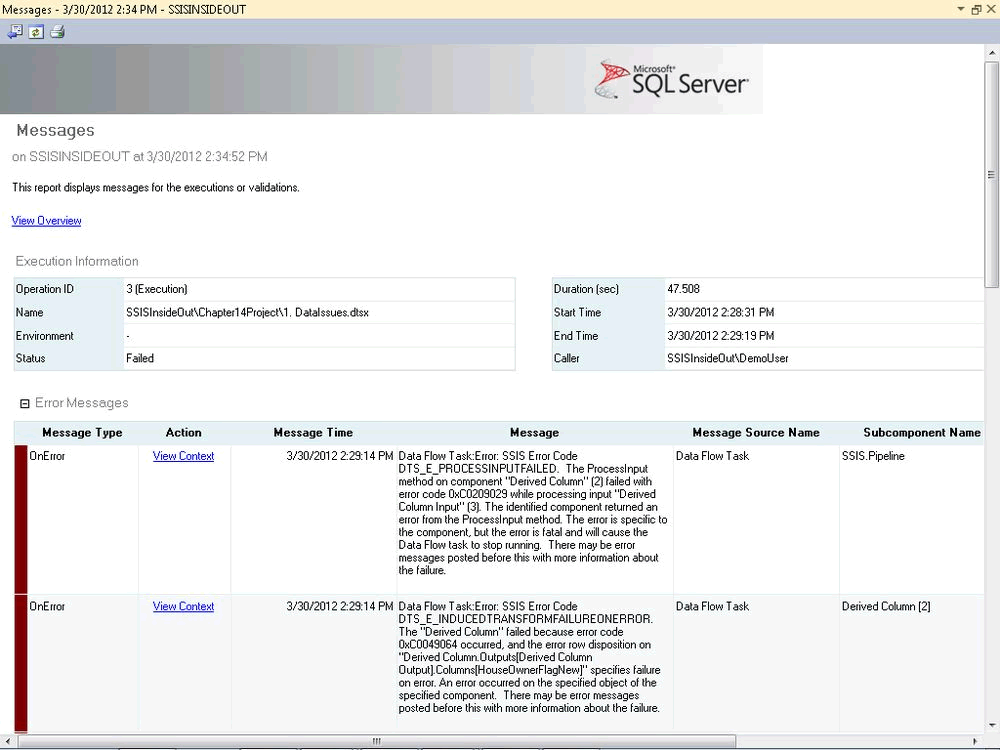 Messages - 3/30/2012 2:34 PM - SSISINSIDEOUT
Microsoft®
SQL Server®
Messages
on SSISINSIDEOUT at 3/30/2012 2:34:52 PM
This report displays messages for the executions or validations.
View Overview
Execution Information
Operation ID 3 (Execution)
Name SSISInsideOut\Chapter14Project\1. DataIssues.dtsx
Environment -
Status Failed
Duration (sec) 47.508
Start Time 3/30/2012 2:28:31 PM
End Time 3/30/2012 2:29:19 PM
Caller SSISInsideOut\DemoUser
Error Messages
Message Type Action Message Time Message Message Source Name Subcomponent Name
OnError View Context 3/30/2012 2:29:14 PM Data Flow Task:Error: SSIS Error Code Data Flow Task SSIS.Pipeline
DTS_E_PROCESSINPUTFAILED. The ProcessInput
method on component "Derived Column" (2) failed with
error code 0xC0209029 while processing input "Derived
Column Input" (3). The identified component returned an
error from the ProcessInput method. The error is specific to
the component, but the error is fatal and will cause the
Data Flow task to stop running. There may be error
messages posted before this with more information about
the failure.
OnError View Context 3/30/2012 2:29:14 PM Data Flow Task:Error: SSIS Error Code Data Flow Task Derived Column [2]
DTS_E_INDUCEDTRANSFORMFAILUREONERROR.
The "Derived Column" failed because error code
0xC0049064 occurred, and the error row disposition on
"Derived Column.Outputs[Derived Column
Output].Columns[HouseOwnerFlagNew]" specifies failure
on error. An error occurred on the specified object of the
specified component. There may be error messages
posted before this with more information about the failure.